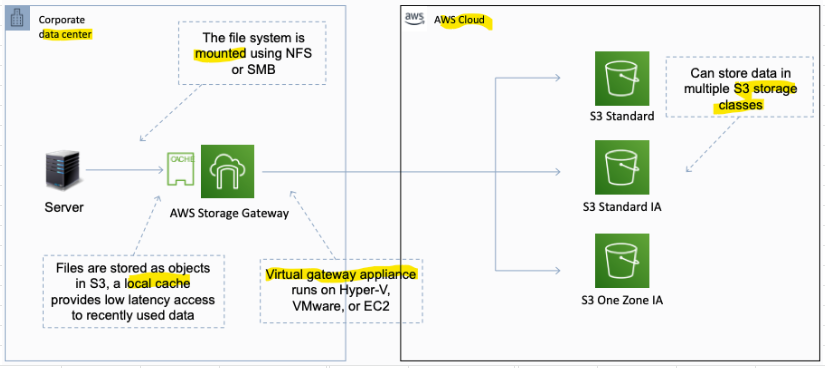 Corporate
data center
The file system is
mounted using NFS
or SMB
Server
CACHE
AWS Storage Gateway
Files are stored as objects
in S3, a local cache
provides low latency access
to recently used data
Virtual gateway appliance
runs on Hyper-V,
VMware, or EC2
aws
AWS Cloud
S3 Standard
Can store data in
multiple S3 storage
classes
S3 Standard IA
S3 One Zone IA